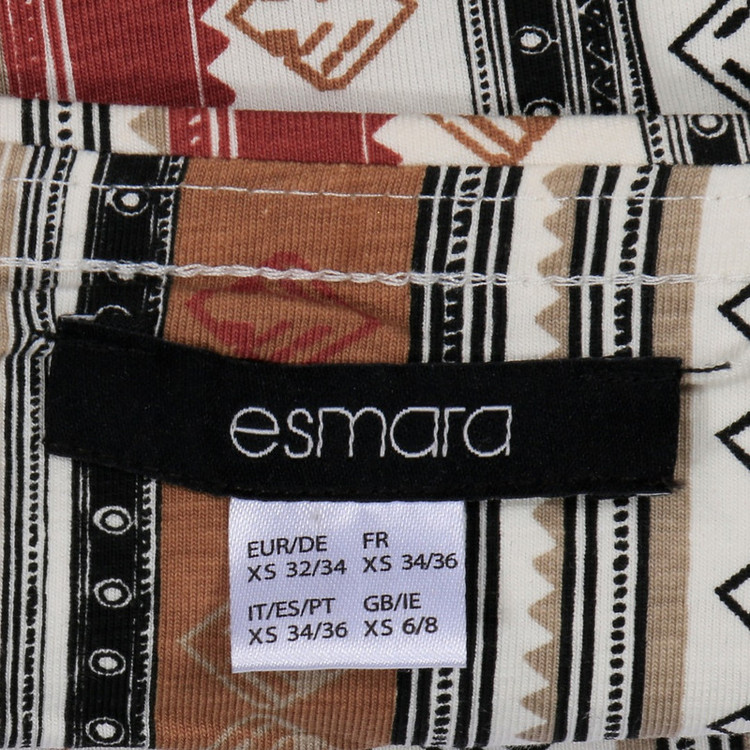 esmara
EUR/DE FR
XS 32/34 XS 34/36
IT/ES/PT GB/IE
XS 34/36 XS 6/8